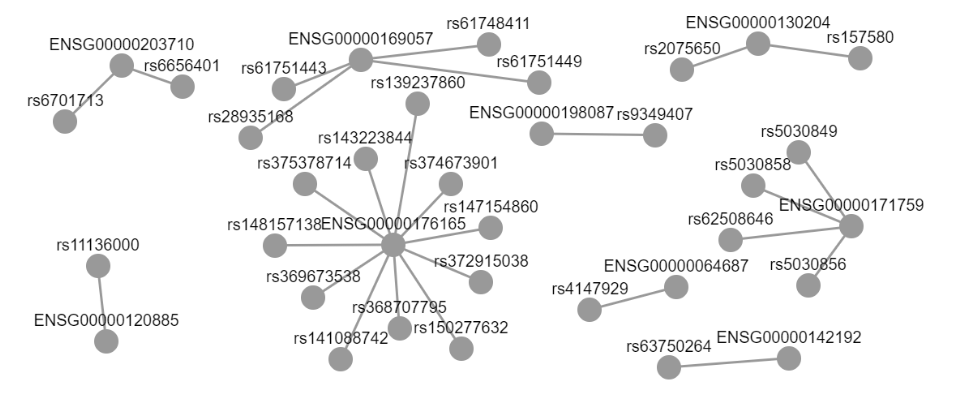 rs61748411
ENSG00000130204
ENSG00000203710
ENSG00000169057
rs157580
rs2075650
rs61751449
rs6656401
rs61751443
rs139237860
rs6701713
rs28935168
ENSG00000198087
rs9349407
rs5030849
rs143223844
rs375378714
rs374673901
rs5030858
rs147154860
ENSG00000171759
rs148157138
ENSG00000176165
rs62508646
rs11136000
rs372915038
rs5030856
ENSG00000064687
rs369673538
rs4147929
rs368707795
ENSG00000120885
rs150277632
rs141088742
ENSG00000142192
rs63750264